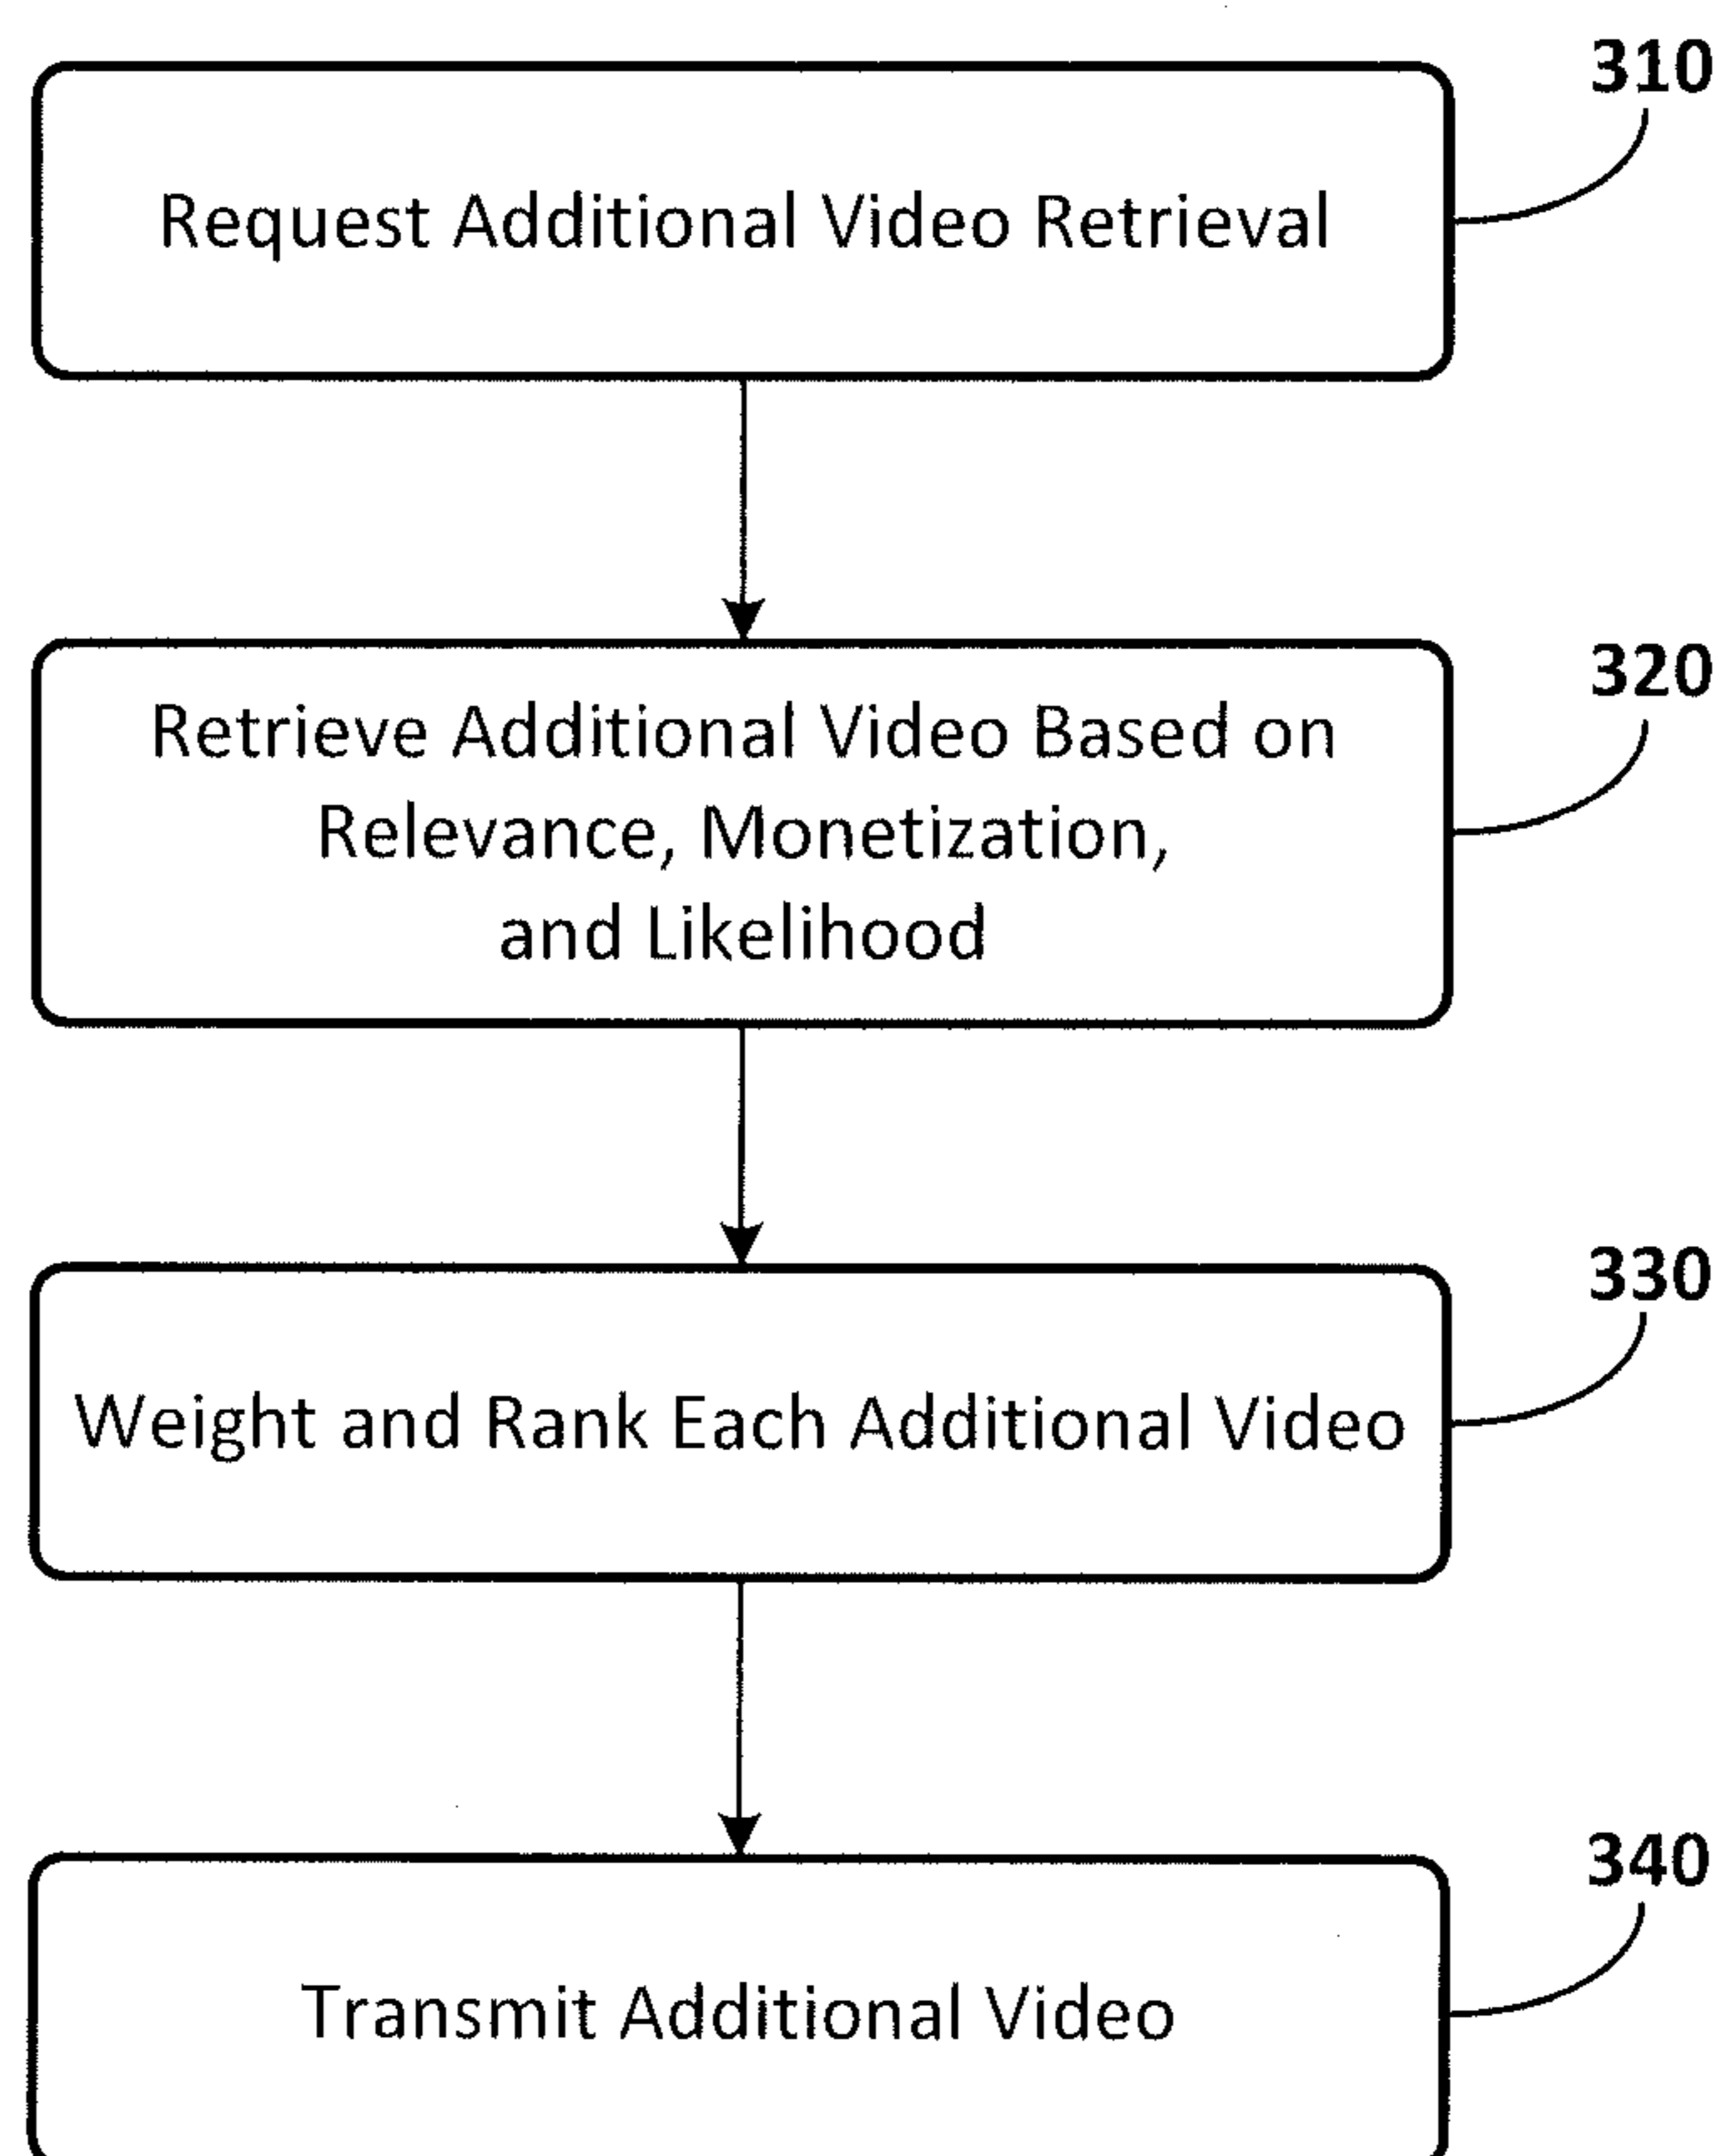 310
Request Additional Video Retrieval
320
Retrieve Additional Video Based on
Relevance, Monetization,
and Likelihood
330
Weight and Rank Each Additional Video
340
Transmit Additional Video